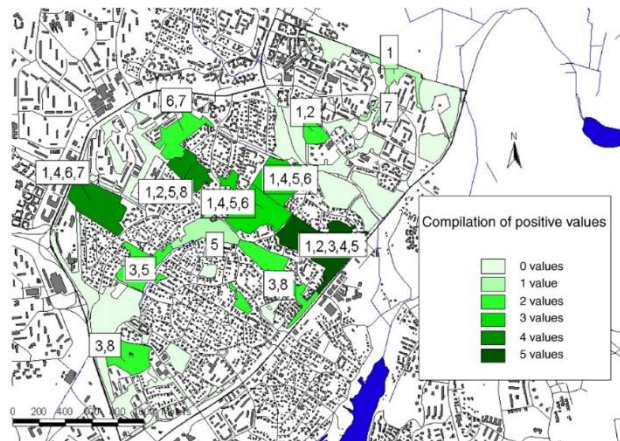 1
N
6,7
1,2
7
1,4,6,7
1,4,5,6
1,2,5,8
1,4,5,6
Compilation of positive values
5
1,2,3,4,5
3,5
3,8
0 values
1 value
2 values
3 values
3,8
4 values
5 values
0 200 400 600 800